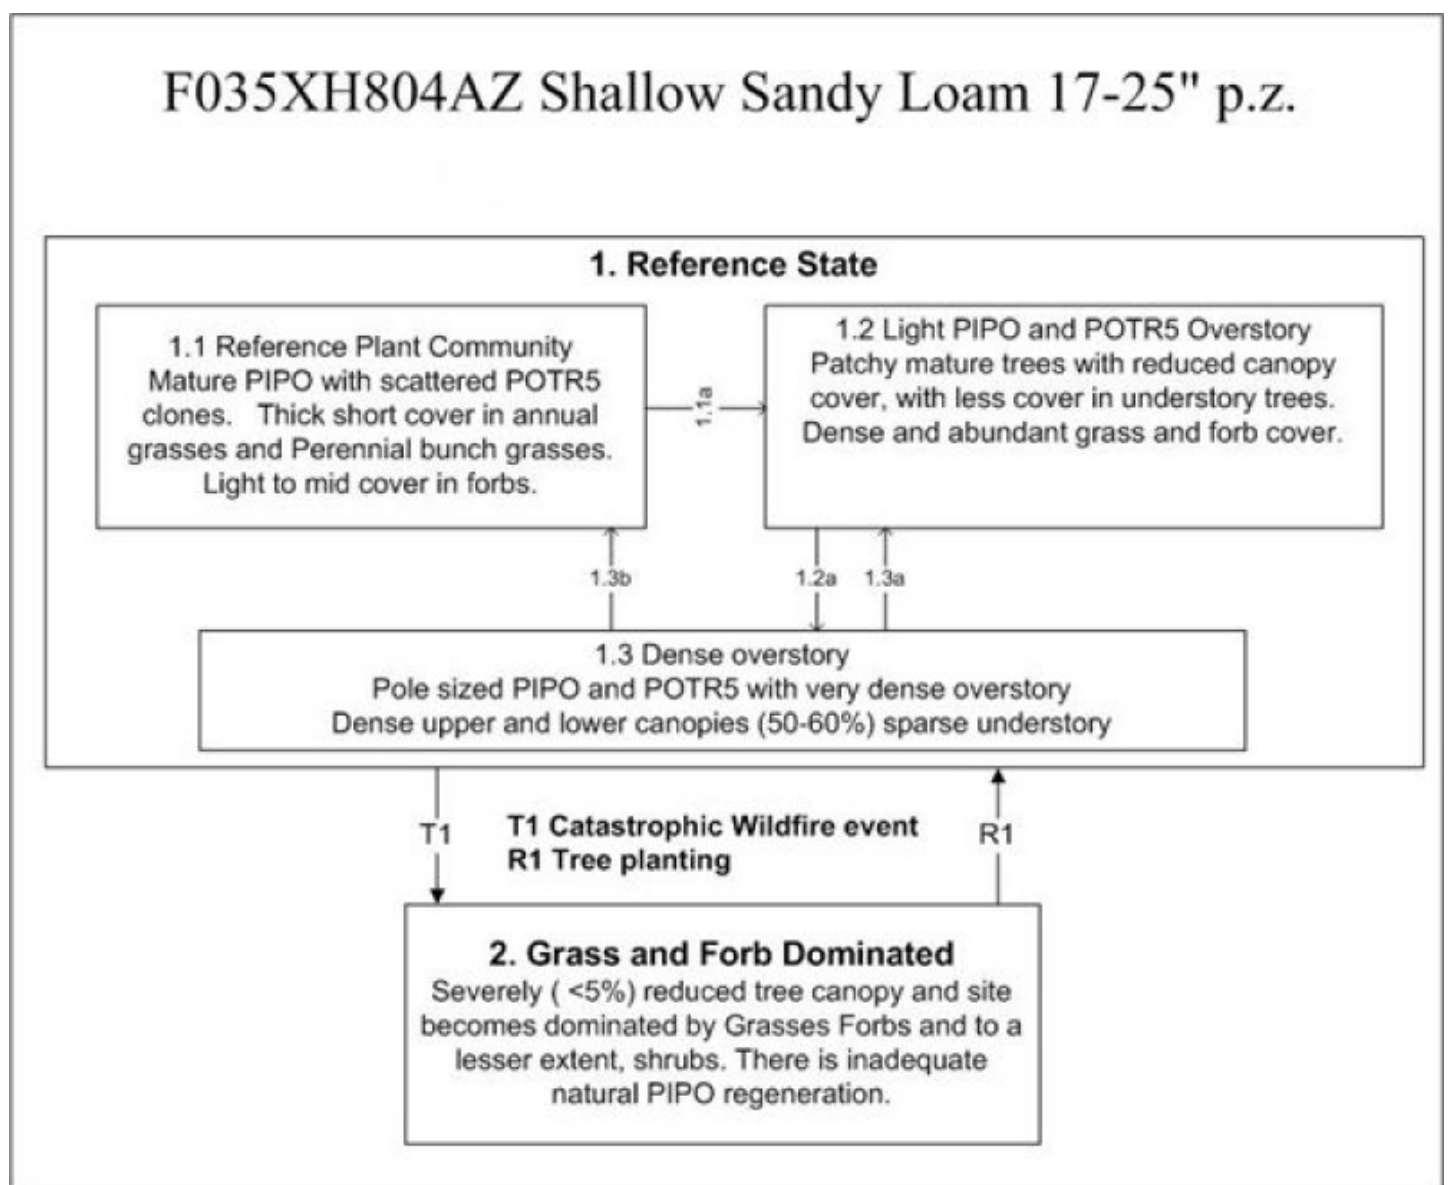 F035XH804AZ Shallow Sandy Loam 17-25" p.z.
1. Reference State
1.1 Reference Plant Community
Mature PIPO with scattered POTR5
clones. Thick short cover in annual
grasses and Perennial bunch grasses.
Light to mid cover in forbs.
1.1a
1.2 Light PIPO and POTR5 Overstory
Patchy mature trees with reduced canopy
cover, with less cover in understory trees.
Dense and abundant grass and forb cover.
1.3b
1.2a
1.3a
1.3 Dense overstory
Pole sized PIPO and POTR5 with very dense overstory
Dense upper and lower canopies (50-60%) sparse understory
T1
T1 Catastrophic Wildfire event
R1 Tree planting
R1
2. Grass and Forb Dominated
Severely ( <5%) reduced tree canopy and site
becomes dominated by Grasses Forbs and to a
lesser extent, shrubs. There is inadequate
natural PIPO regeneration.